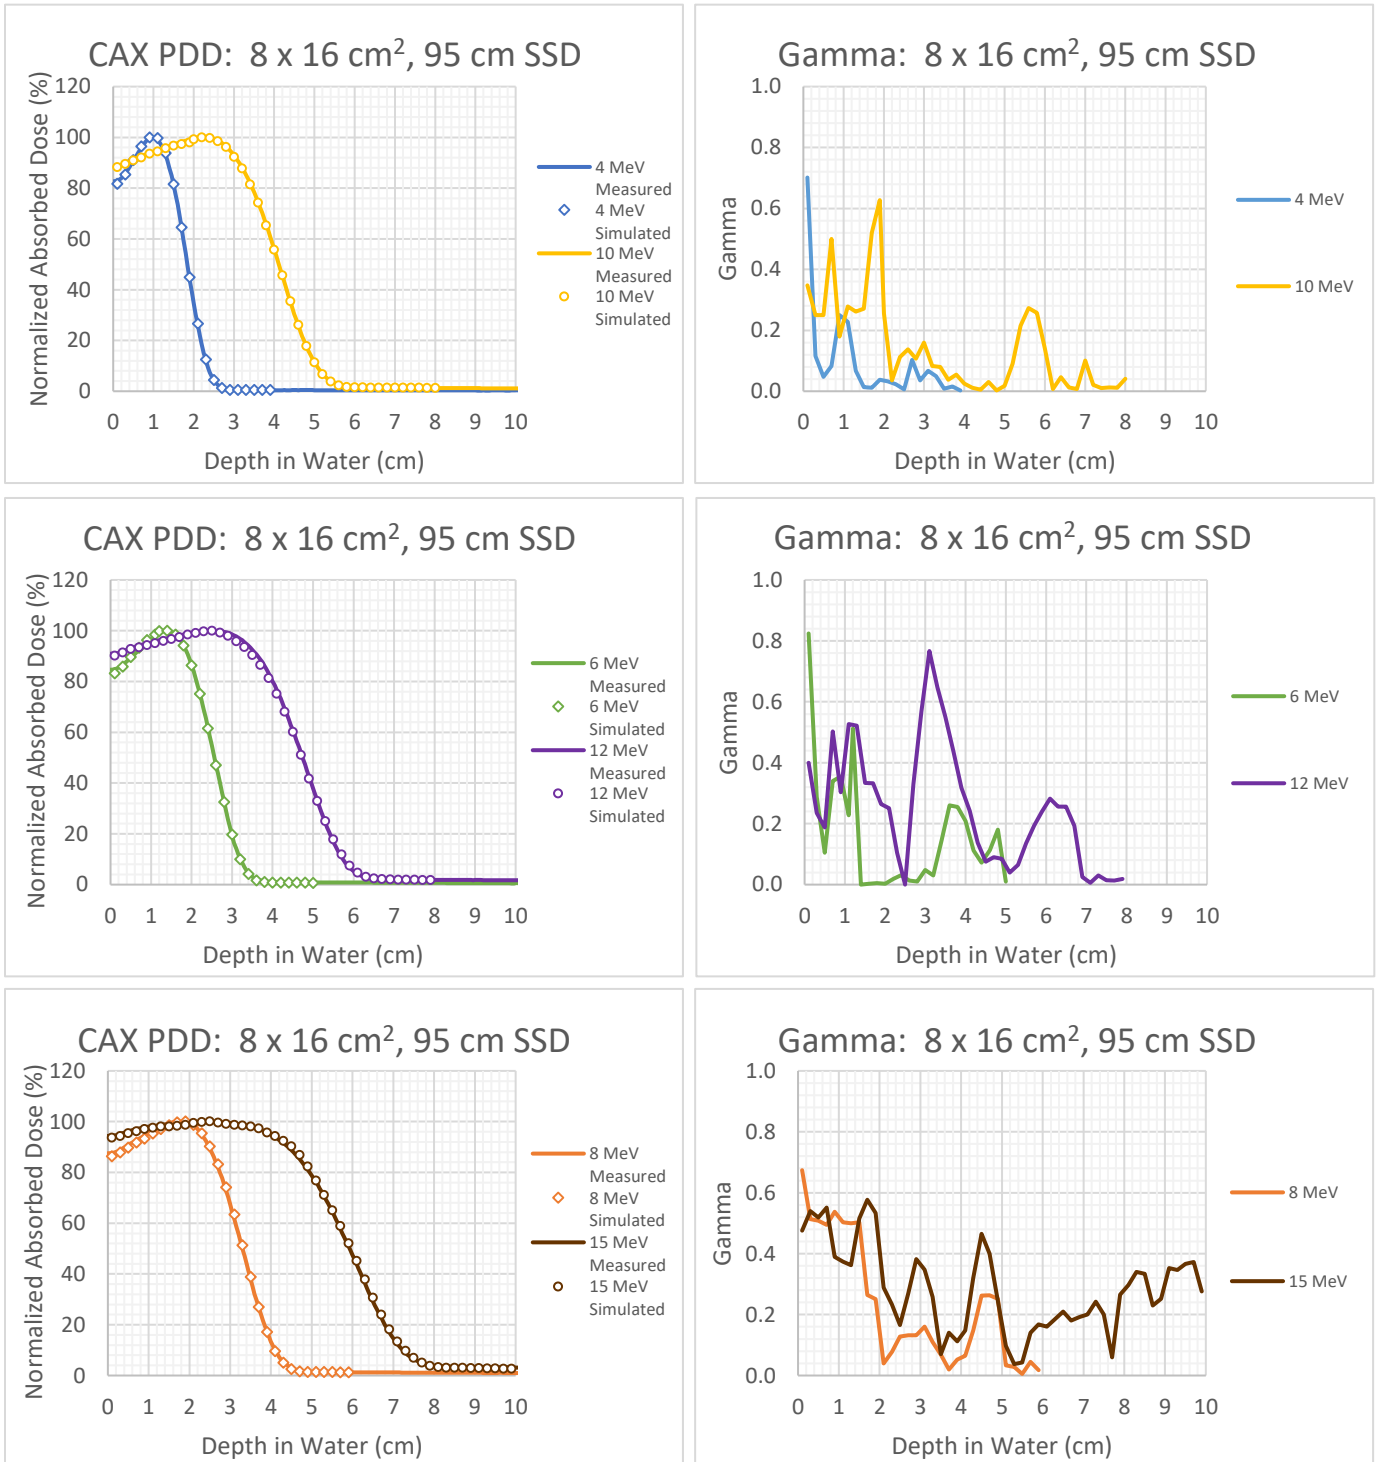 CAX PDD: 8 x 16 cm², 95 cm SSD
Normalized Absorbed Dose (%)
120
100
80
60
40
20
0
0 1 2 3 4 5 6 7 8 9 10
Depth in Water (cm)
4 MeV
Measured
4 MeV
Simulated
10 MeV
Measured
10 MeV
Simulated
Gamma: 8 x 16 cm², 95 cm SSD
Gamma
1.0
0.8
0.6
0.4
0.2
0.0
0 1 2 3 4 5 6 7 8 9 10
Depth in Water (cm)
4 MeV
10 MeV
CAX PDD: 8 x 16 cm², 95 cm SSD
Normalized Absorbed Dose (%)
120
100
80
60
40
20
0
0 1 2 3 4 5 6 7 8 9 10
Depth in Water (cm)
6 MeV
Measured
6 MeV
Simulated
12 MeV
Measured
12 MeV
Simulated
Gamma: 8 x 16 cm², 95 cm SSD
Gamma
1.0
0.8
0.6
0.4
0.2
0.0
0 1 2 3 4 5 6 7 8 9 10
Depth in Water (cm)
6 MeV
12 MeV
CAX PDD: 8 x 16 cm², 95 cm SSD
Normalized Absorbed Dose (%)
120
100
80
60
40
20
0
0 1 2 3 4 5 6 7 8 9 10
Depth in Water (cm)
8 MeV
Measured
8 MeV
Simulated
15 MeV
Measured
15 MeV
Simulated
Gamma: 8 x 16 cm², 95 cm SSD
Gamma
1.0
0.8
0.6
0.4
0.2
0.0
0 1 2 3 4 5 6 7 8 9 10
Depth in Water (cm)
8 MeV
15 MeV